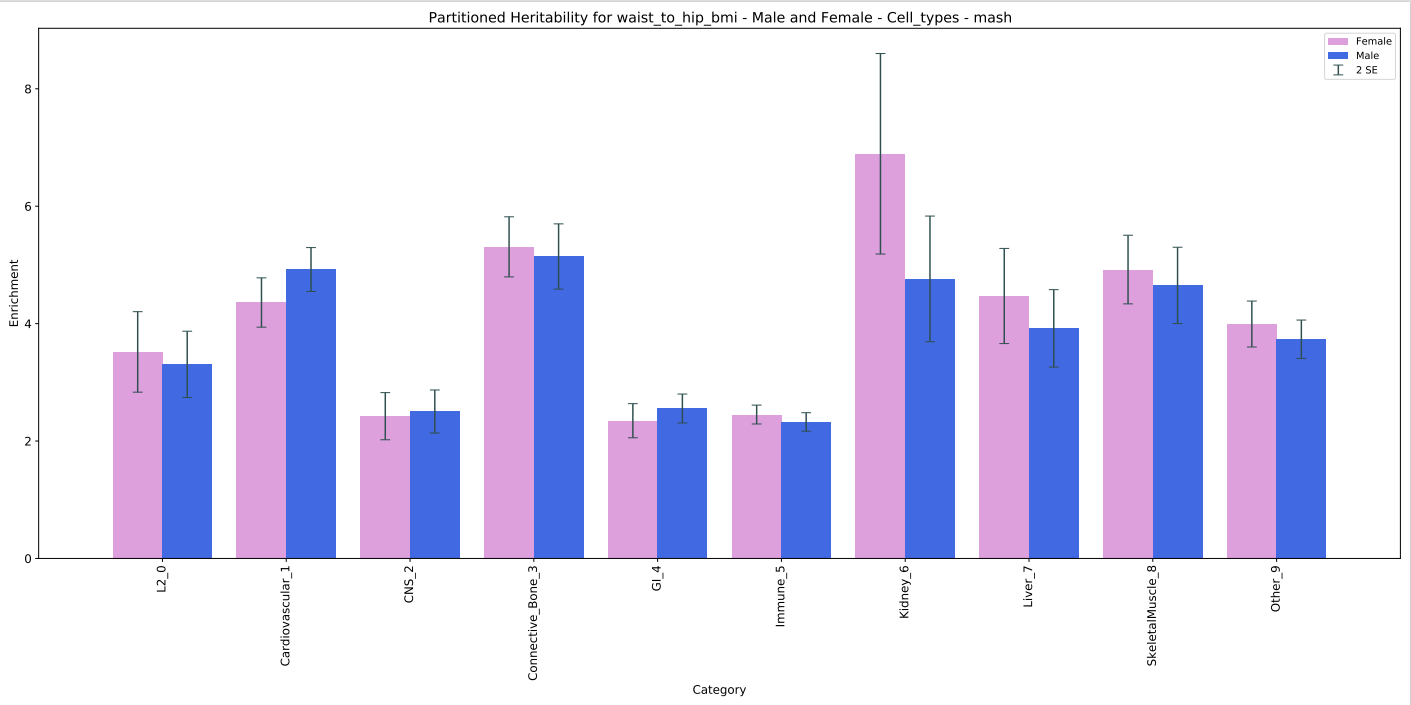 Partitioned Heritability for waist_to_hip_bmi - Male and Female - Cell_types - mash
Female
Male
2 SE
Enrichment
8
6
4
2
0
L2_0
Cardiovascular_1
CNS_2
Connective_Bone_3
GI_4
Immune_5
Kidney_6
Liver_7
SkeletalMuscle_8
Other_9
Category